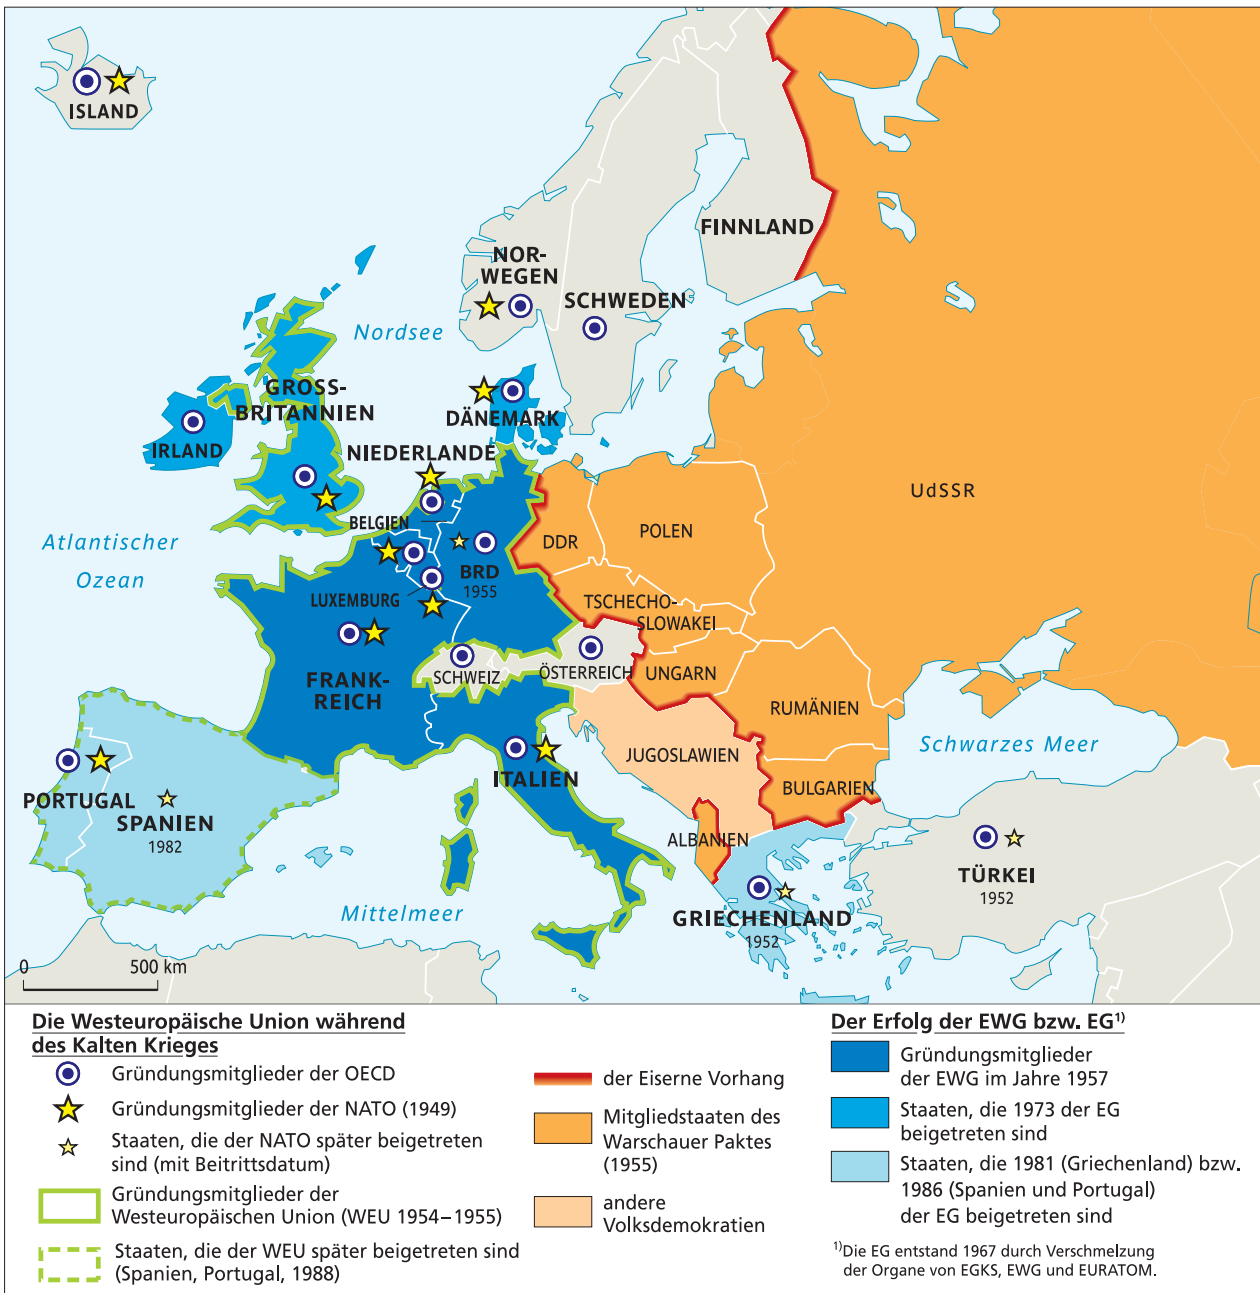 ISLAND
FINNLAND
NOR-
WEGEN
SCHWEDEN
Nordsee
GROSS-
BRITANNIEN
DÄNEMARK
IRLAND
NIEDERLANDE
UdSSR
BELGIEN
POLEN
DDR
Atlantischer
Ozean
BRD
1955
LUXEMBURG
TSCHECHO-
SLOWAKEI
SCHWEIZ
ÖSTERREICH
UNGARN
FRANK-
REICH
RUMÄNIEN
Schwarzes Meer
JUGOSLAWIEN
ITALIEN
BULGARIEN
PORTUGAL
SPANIEN
1982
ALBANIEN
TÜRKEI
1952
Mittelmeer
GRIECHENLAND
1952
0 500 km
Die Westeuropäische Union während
des Kalten Krieges
Gründungsmitglieder der OECD
Gründungsmitglieder der NATO (1949)
Staaten, die der NATO später beigetreten
sind (mit Beitrittsdatum)
Gründungsmitglieder der
Westeuropäischen Union (WEU 1954–1955)
Staaten, die der WEU später beigetreten sind
(Spanien, Portugal, 1988)
der Eiserne Vorhang
Mitgliedstaaten des
Warschauer Paktes
(1955)
andere
Volksdemokratien
Der Erfolg der EWG bzw. EG¹⁾
Gründungsmitglieder
der EWG im Jahre 1957
Staaten, die 1973 der EG
beigetreten sind
Staaten, die 1981 (Griechenland) bzw.
1986 (Spanien und Portugal)
der EG beigetreten sind
¹⁾Die EG entstand 1967 durch Verschmelzung
der Organe von EGKS, EWG und EURATOM.